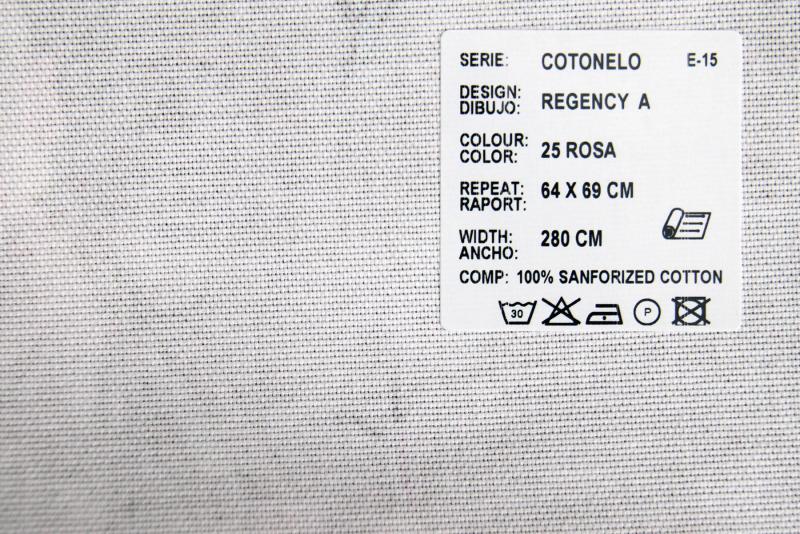 SERIE: COTONELO E-15
DESIGN:
DIBUJO: REGENCY A
COLOUR:
COLOR: 25 ROSA
REPEAT: 64 X 69 CM
RAPORT:
WIDTH: 280 CM
ANCHO:
COMP: 100% SANFORIZED COTTON
30 P